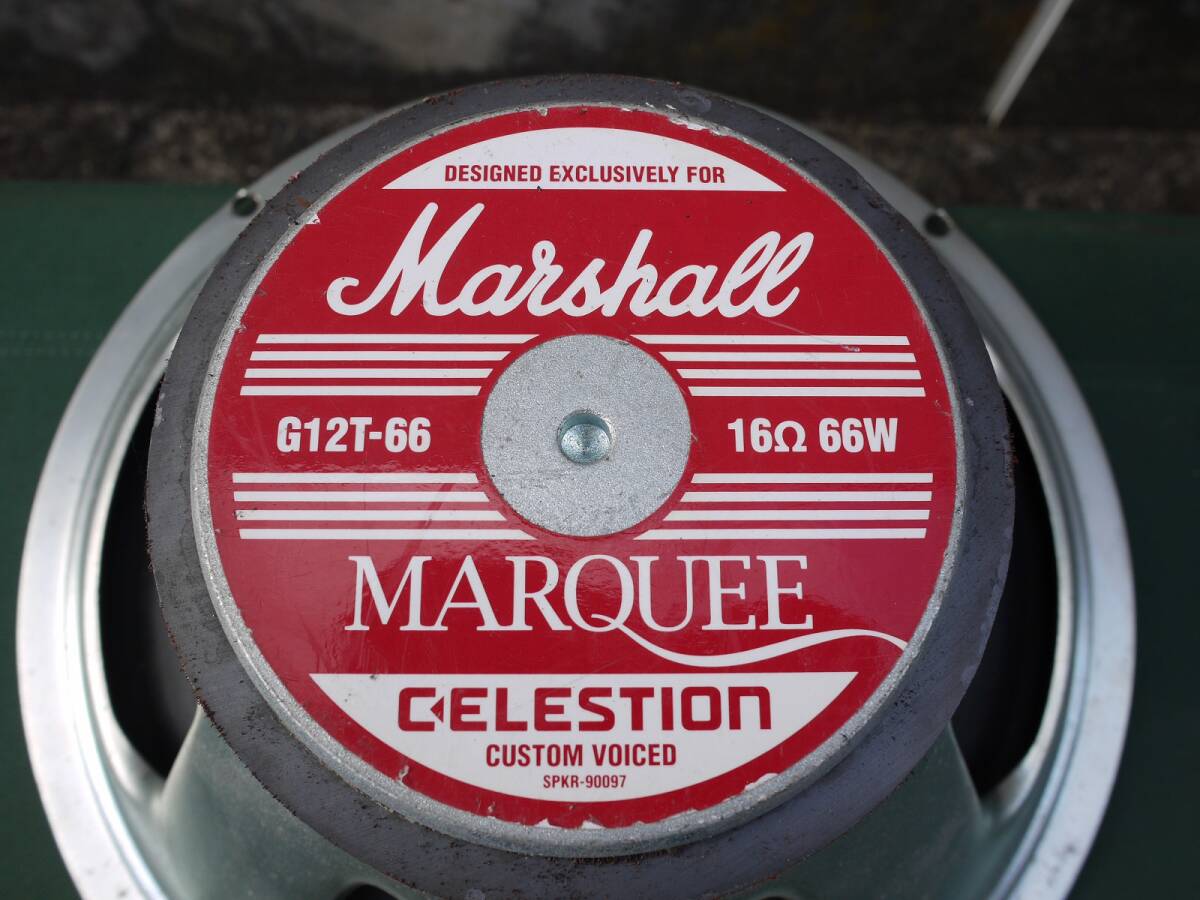 DESIGNED EXCLUSIVELY FOR
Marshall
G12T-66 16Ω 66W
MARQUEE
CELESTION
CUSTOM VOICED
SPKR-90097